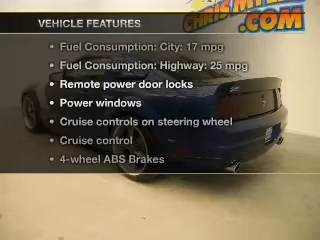 VEHICLE FEATURES
• Fuel Consumption: City: 17 mpg
• Fuel Consumption: Highway: 25 mpg
• Remote power door locks
• Power windows
• Cruise controls on steering wheel
• Cruise control
• 4-wheel ABS Brakes
.COM